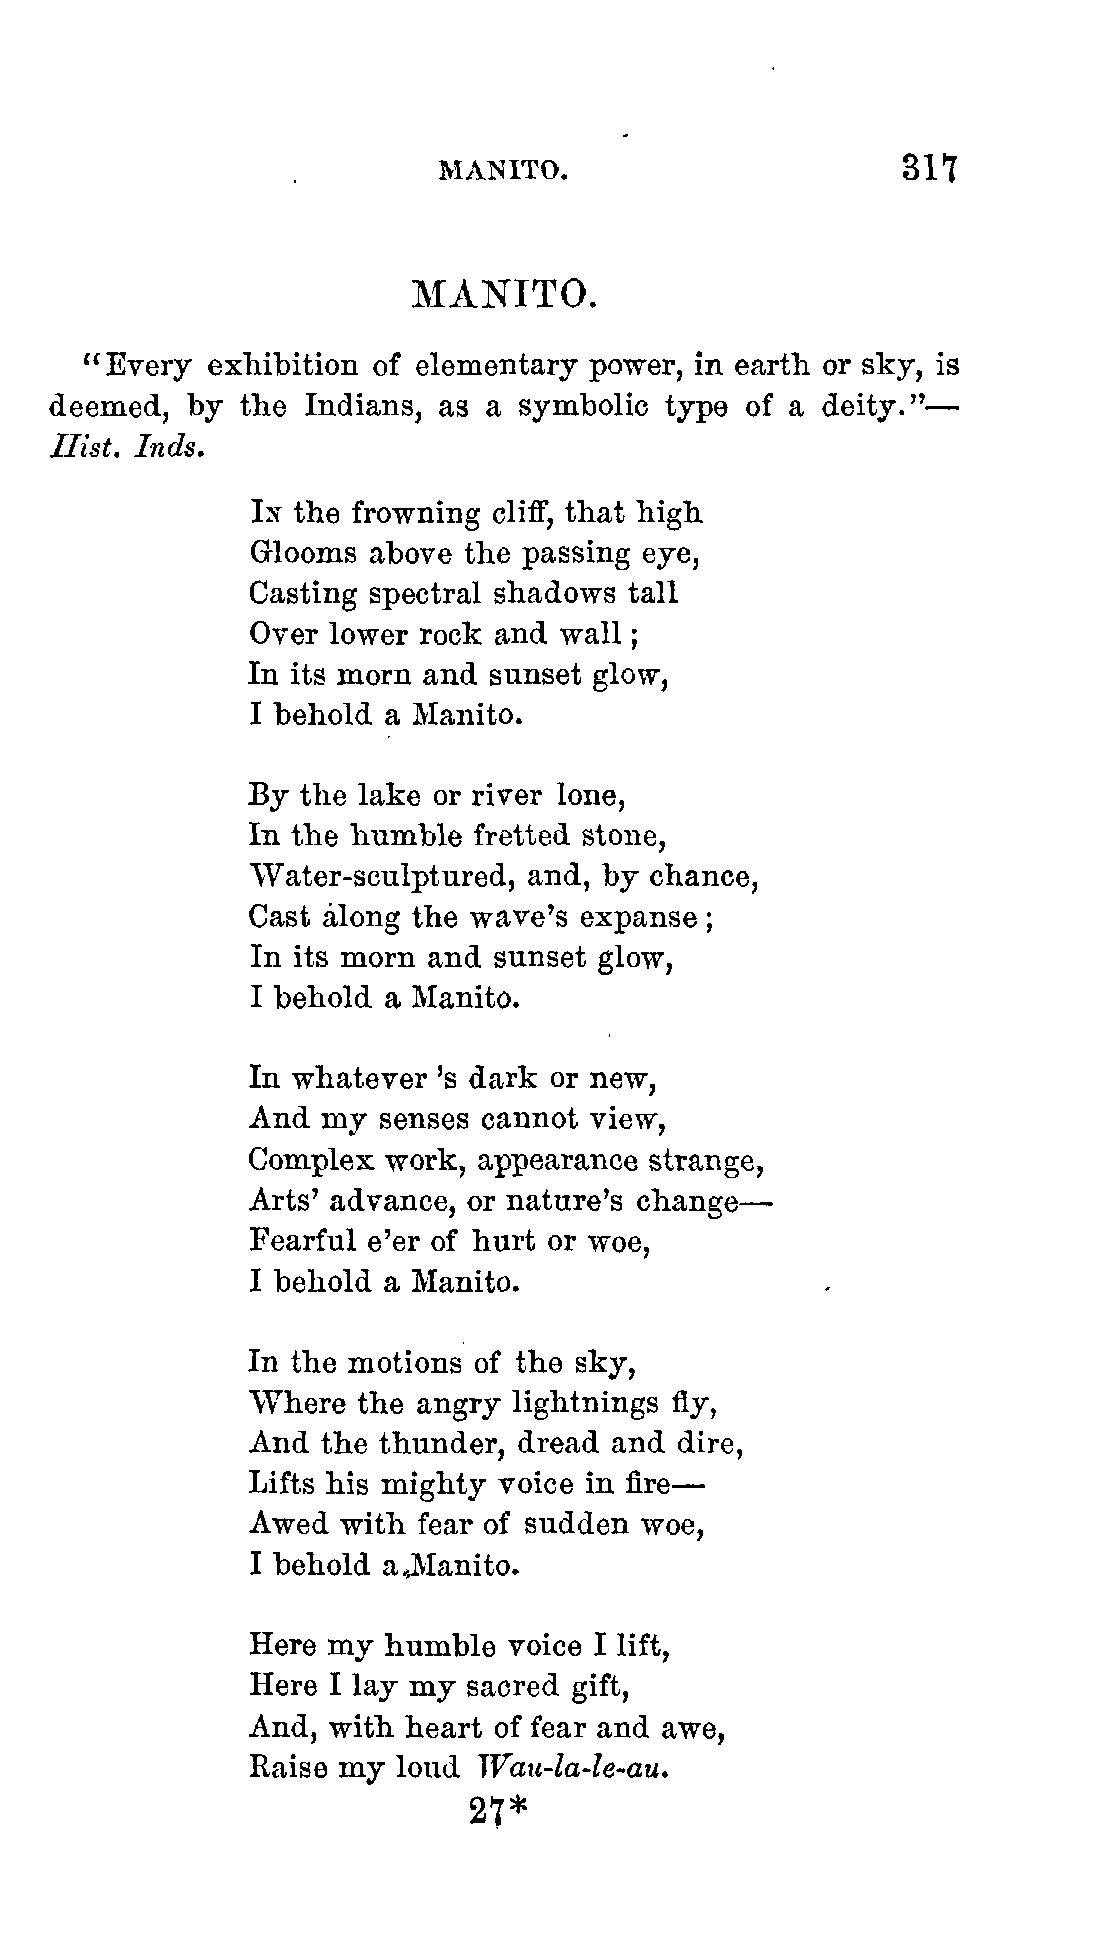 MANITO. 317
MANITO.
"Every exhibition of elementary power, in earth or sky, is
deemed, by the Indians, as a symbolic type of a deity."—
Hist. Inds.
In the frowning cliff, that high
Glooms above the passing eye,
Casting spectral shadows tall
Over lower rock and wall;
In its morn and sunset glow,
I behold a Manito.
By the lake or river lone,
In the humble fretted stone,
Water-sculptured, and, by chance,
Cast along the wave's expanse;
In its morn and sunset glow,
I behold a Manito.
In whatever 's dark or new,
And my senses cannot view,
Complex work, appearance strange,
Arts' advance, or nature's change—
Fearful e'er of hurt or woe,
I behold a Manito.
In the motions of the sky,
Where the angry lightnings fly,
And the thunder, dread and dire,
Lifts his mighty voice in fire—
Awed with fear of sudden woe,
I behold a Manito.
Here my humble voice I lift,
Here I lay my sacred gift,
And, with heart of fear and awe,
Raise my loud Wau-la-le-au.
27*